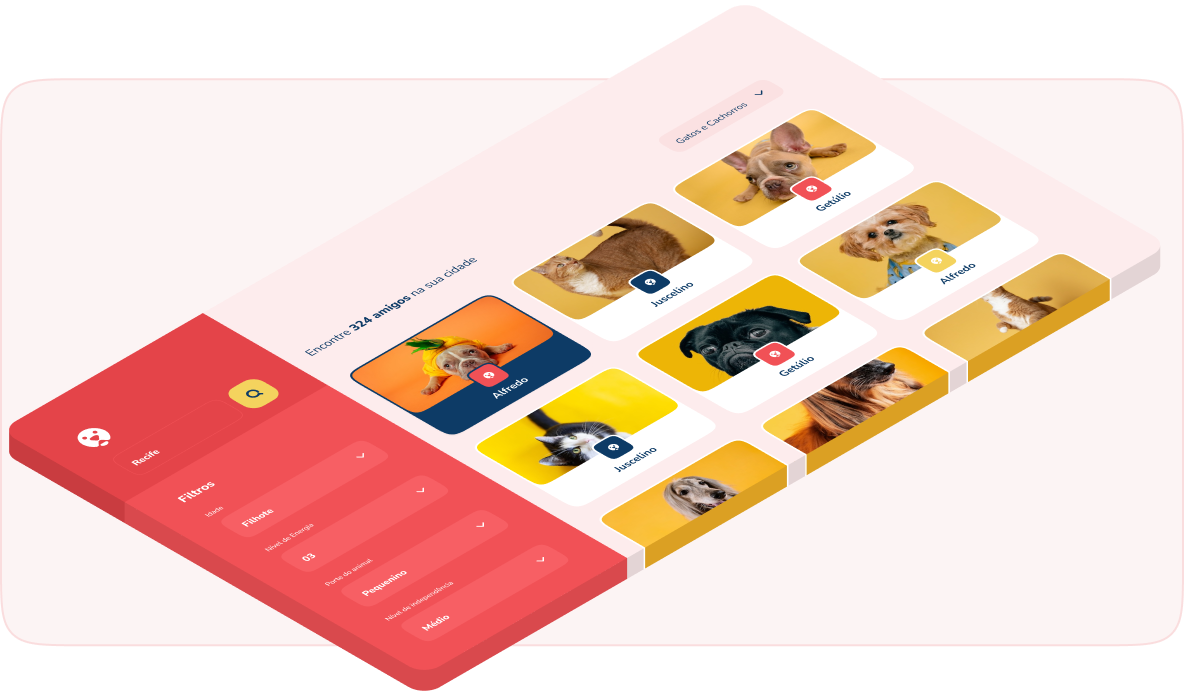 Recife
Filtros
Idade
Filhote
Nível de Energia
03
Porte do animal
Pequenino
Nível de independência
Médio
Encontre 324 amigos na sua cidade
Gatos e Cachorros
Alfredo
Juscelino
Getúlio
Juscelino
Getúlio
Alfredo